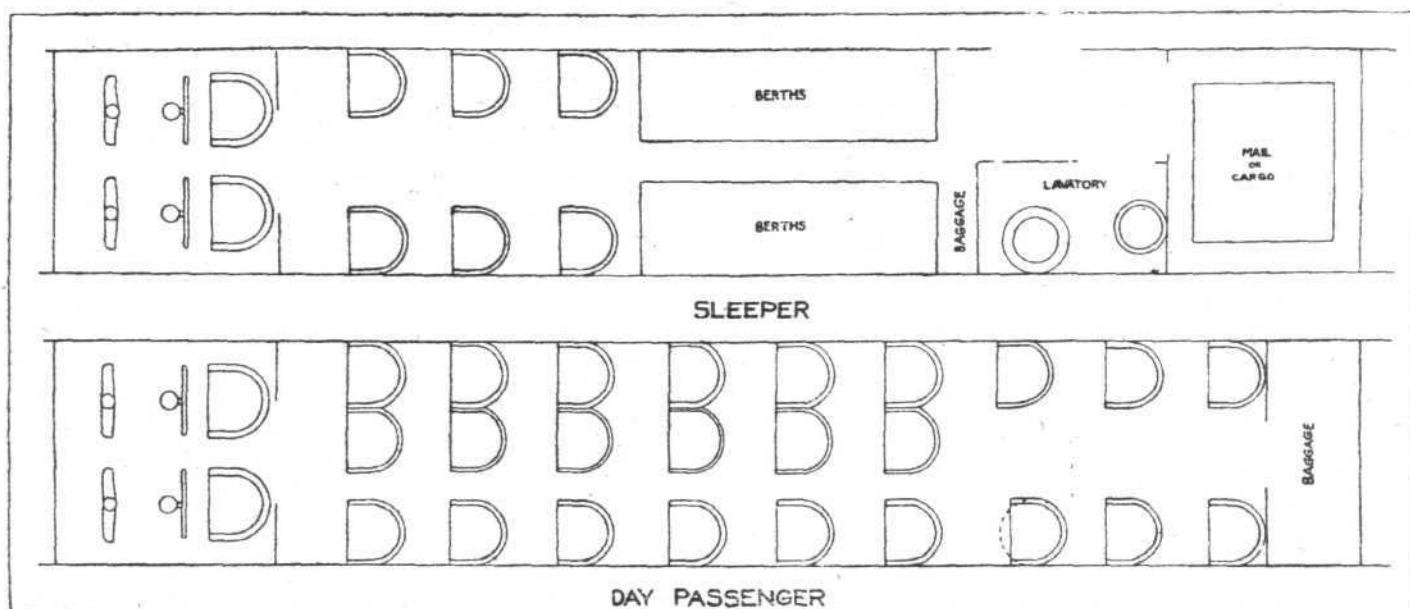 BERTHS
BERTHS
BAGGAGE
LAVATORY
MAIL
OR
CARGO
SLEEPER
BAGGAGE
DAY PASSENGER